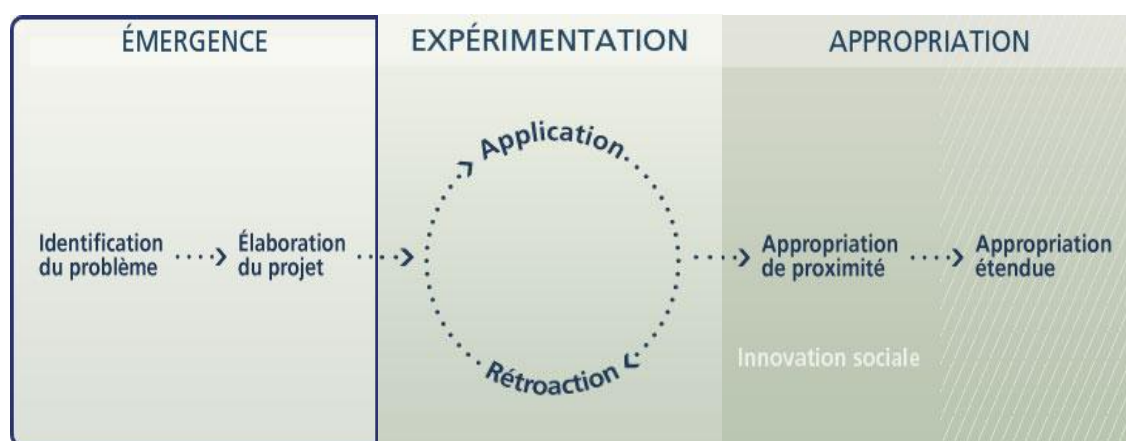 ÉMERGENCE
EXPÉRIMENTATION
APPROPRIATION
Application
Identification
du problème
Élaboration
du projet
Appropriation
de proximité
Appropriation
étendue
Innovation sociale
Rétroaction